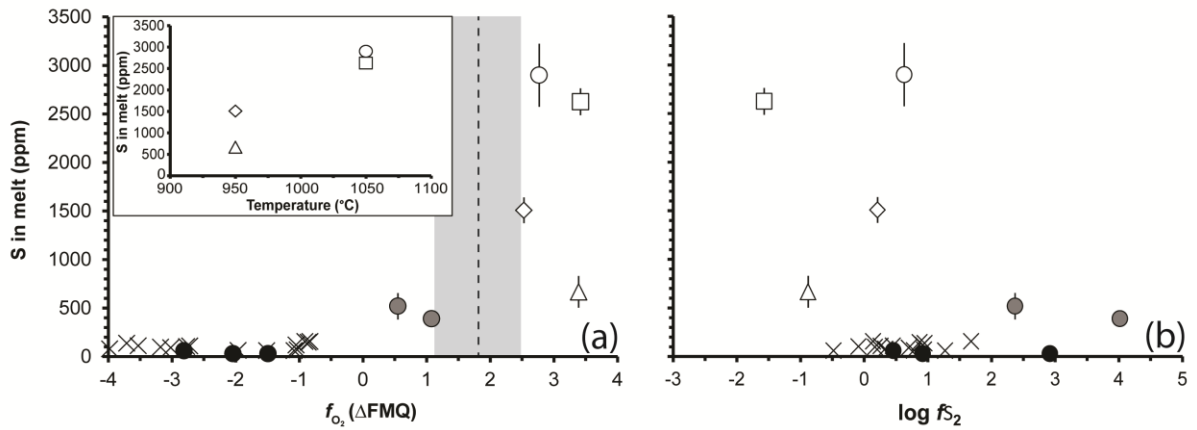 3500
3000
2500
2000
1500
1000
500
0
S in melt (ppm)
3500
3000
2500
2000
1500
1000
500
0
S in melt (ppm)
900 950 1000 1050 1100
Temperature (°C)
(a)
-4 -3 -2 -1 0 1 2 3 4
fO₂ (ΔFMQ)
(b)
-3 -2 -1 0 1 2 3 4 5
log fS₂